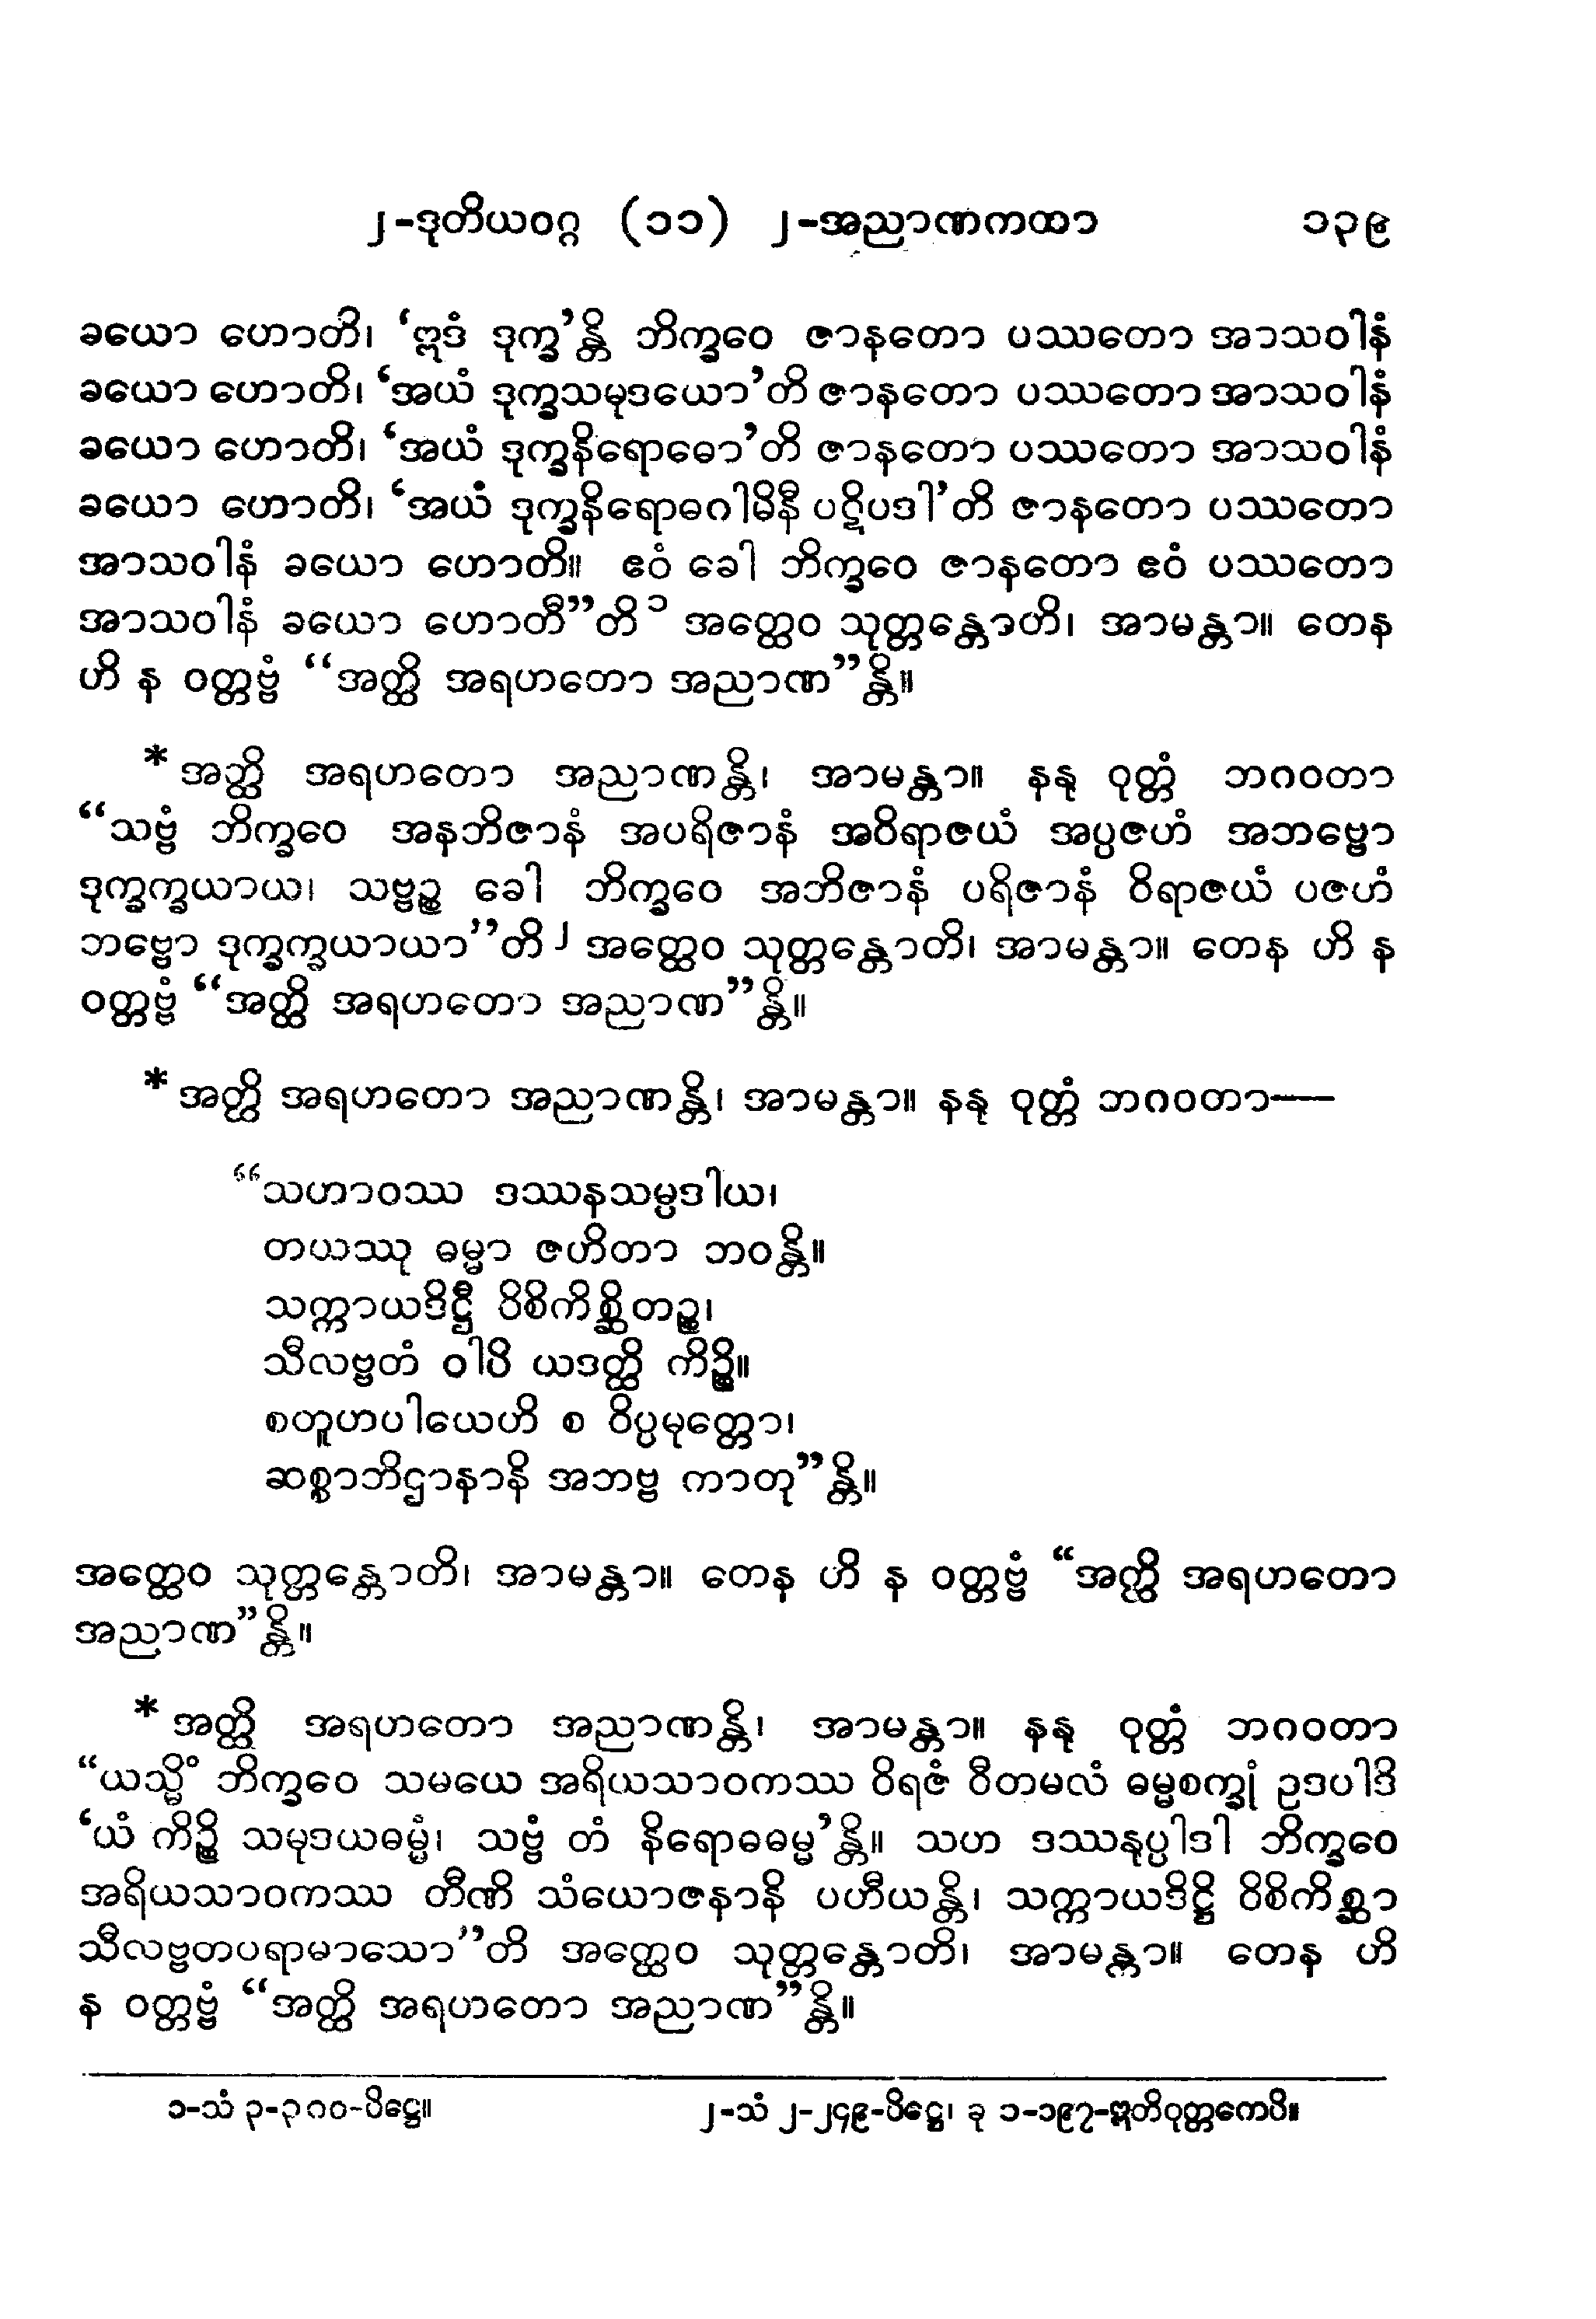 ၂-ဒုတိယဝဂ္ဂ (၁၁) ၂-အညာဏကထာ ၁၃၉
ခယော ဟောတိ၊ ‘ဣဒံ ဒုက္ခ’န္တိ ဘိက္ခဝေ ဇာနတော ပဿတော အာသဝါနံ
ခယော ဟောတိ၊ ‘အယံ ဒုက္ခသမုဒယော’တိ ဇာနတော ပဿတော အာသဝါနံ
ခယော ဟောတိ၊ ‘အယံ ဒုက္ခနိရောဓော’တိ ဇာနတော ပဿတော အာသဝါနံ
ခယော ဟောတိ၊ ‘အယံ ဒုက္ခနိရောဓဂါမိနီ ပဋိပဒါ’တိ ဇာနတော ပဿတော
အာသဝါနံ ခယော ဟောတိ။ ဧဝံ ခေါ ဘိက္ခဝေ ဇာနတော ဧဝံ ပဿတော
အာသဝါနံ ခယော ဟောတီ”တိ ၁ အတ္ထေဝ သုတ္တန္တောတိ၊ အာမန္တာ။ တေန
ဟိ န ဝတ္တဗ္ဗံ “အတ္ထိ အရဟတော အညာဏ”န္တိ။
* အတ္ထိ အရဟတော အညာဏန္တိ၊ အာမန္တာ။ နနု ဝုတ္တံ ဘဂဝတာ
“သဗ္ဗံ ဘိက္ခဝေ အနဘိဇာနံ အပရိဇာနံ အဝိရာဇယံ အပ္ပဇဟံ အဘဗ္ဗော
ဒုက္ခက္ခယာယ၊ သဗ္ဗဉ္စ ခေါ ဘိက္ခဝေ အဘိဇာနံ ပရိဇာနံ ဝိရာဇယံ ပဇဟံ
ဘဗ္ဗော ဒုက္ခက္ခယာယာ”တိ ၂ အတ္ထေဝ သုတ္တန္တောတိ၊ အာမန္တာ။ တေန ဟိ န
ဝတ္တဗ္ဗံ “အတ္ထိ အရဟတော အညာဏ”န္တိ။
* အတ္ထိ အရဟတော အညာဏန္တိ၊ အာမန္တာ။ နနု ဝုတ္တံ ဘဂဝတာ—
“သဟာဝဿ ဒဿနသမ္ပဒါယ၊
တယဿု ဓမ္မာ ဇဟိတာ ဘဝန္တိ။
သက္ကာယဒိဋ္ဌီ ဝိစိကိစ္ဆိတဉ္စ၊
သီလဗ္ဗတံ ဝါပိ ယဒတ္ထိ ကိဉ္စိ။
စတူဟပါယေဟိ စ ဝိပ္ပမုတ္တော၊
ဆစ္စာဘိဌာနာနိ အဘဗ္ဗ ကာတု”န္တိ။
အတ္ထေဝ သုတ္တန္တောတိ၊ အာမန္တာ။ တေန ဟိ န ဝတ္တဗ္ဗံ “အတ္ထိ အရဟတော
အညာဏ”န္တိ။
* အတ္ထိ အရဟတော အညာဏန္တိ၊ အာမန္တာ။ နနု ဝုတ္တံ ဘဂဝတာ
“ယသ္မိံ ဘိက္ခဝေ သမယေ အရိယသာဝကဿ ဝိရဇံ ဝီတမလံ ဓမ္မစက္ခုံ ဥဒပါဒိ
‘ယံ ကိဉ္စိ သမုဒယဓမ္မံ၊ သဗ္ဗံ တံ နိရောဓဓမ္မ’န္တိ။ သဟ ဒဿနုပ္ပါဒါ ဘိက္ခဝေ
အရိယသာဝကဿ တီဏိ သံယောဇနာနိ ပဟီယန္တိ၊ သက္ကာယဒိဋ္ဌိ ဝိစိကိစ္ဆာ
သီလဗ္ဗတပရာမာသော”တိ အတ္ထေဝ သုတ္တန္တောတိ၊ အာမန္တာ။ တေန ဟိ
န ဝတ္တဗ္ဗံ “အတ္ထိ အရဟတော အညာဏ”န္တိ။
၁-သံ ၃-၃၈၀-ပိဋ္ဌေ။ ၂-သံ ၂-၂၄၉-ပိဋ္ဌေ၊ ခု ၁-၁၉၇-ဣတိဝုတ္တကေပိ။